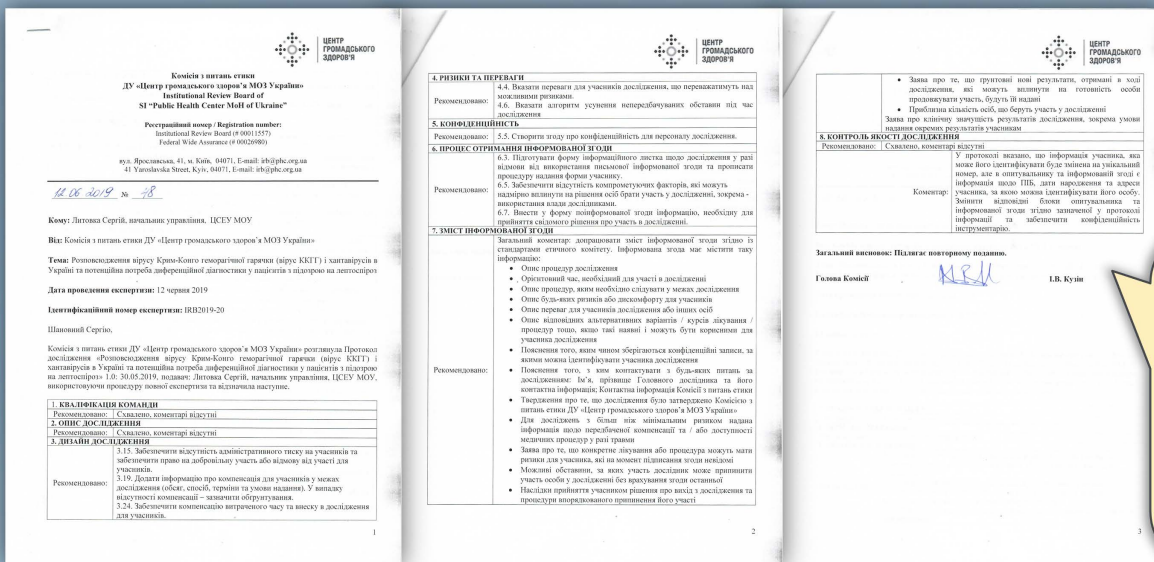 ЦЕНТР
ГРОМАДСЬКОГО
ЗДОРОВ'Я
Комісія з питань етики
ДУ «Центр громадського здоров'я МОЗ України»
Institutional Review Board of
SI "Public Health Center MoH of Ukraine"
Реєстраційний номер / Registration number:
Institutional Review Board (# 00011557)
Federal Wide Assurance (# 00026980)
вул. Ярославська, 41, м. Київ, 04071, E-mail: irb@phc.org.ua
41 Yaroslavska Street, Kyiv, 04071, E-mail: irb@phc.org.ua
12.06 2019 № 78
Кому: Литовка Сергій, начальник управління, ЦСЕУ МОУ
Від: Комісія з питань етики ДУ «Центр громадського здоров'я МОЗ України»
Тема: Розповсюдження вірусу Крим-Конго геморагічної гарячки (вірус ККГГ) і хантавірусів в
Україні та потенційна потреба диференційної діагностики у пацієнтів з підозрою на лептоспіроз
Дата проведення експертизи: 12 червня 2019
Ідентифікаційний номер експертизи: IRB2019-20
Шановний Сергію,
Комісія з питань етики ДУ «Центр громадського здоров'я МОЗ України» розглянула Протокол
дослідження «Розповсюдження вірусу Крим-Конго геморагічної гарячки (вірус ККГГ) і
хантавірусів в Україні та потенційна потреба диференційної діагностики у пацієнтів з підозрою
на лептоспіроз» 1.0: 30.05.2019, подавач: Литовка Сергій, начальник управління, ЦСЕУ МОУ,
використовуючи процедуру повної експертизи та відзначила наступне.
1. КВАЛІФІКАЦІЯ КОМАНДИ
Рекомендовано: Схвалено, коментарі відсутні
2. ОПИС ДОСЛІДЖЕННЯ
Рекомендовано: Схвалено, коментарі відсутні
3. ДИЗАЙН ДОСЛІДЖЕННЯ
3.15. Забезпечити відсутність адміністративного тиску на учасників та
забезпечити право на добровільну участь або відмову від участі для
учасників.
Рекомендовано: 3.19. Додати інформацію про компенсація для учасників у межах
дослідження (обсяг, спосіб, терміни та умови надання). У випадку
відсутності компенсації – зазначити обґрунтування.
3.24. Забезпечити компенсацію витраченого часу та внеску в дослідження
для учасників.
1
ЦЕНТР
ГРОМАДСЬКОГО
ЗДОРОВ'Я
4. РИЗИКИ ТА ПЕРЕВАГИ
4.4. Вказати переваги для учасників дослідження, що переважатимуть над
Рекомендовано: можливими ризиками.
4.6. Вказати алгоритм усунення непередбачуваних обставин під час
дослідження
5. КОНФІДЕНЦІЙНІСТЬ
Рекомендовано: 5.5. Створити згоду про конфіденційність для персоналу дослідження.
6. ПРОЦЕС ОТРИМАННЯ ІНФОРМОВАНОЇ ЗГОДИ
6.3. Підготувати форму інформаційного листка щодо дослідження у разі
відмови від використання письмової інформованої згоди та прописати
процедуру надання форми учаснику.
Рекомендовано: 6.5. Забезпечити відсутність компрометуючих факторів, які можуть
надмірно вплинути на рішення осіб брати участь у дослідженні, зокрема -
використання влади дослідниками.
6.7. Внести у форму поінформованої згоди інформацію, необхідну для
прийняття свідомого рішення про участь в дослідженні.
7. ЗМІСТ ІНФОРМОВАНОЇ ЗГОДИ
Загальний коментар: допрацювати зміст інформованої згоди згідно із
стандартами етичного комітету. Інформована згода має містити таку
інформацію:
• Опис процедур дослідження
• Орієнтовний час, необхідний для участі в дослідженні
• Опис процедур, яким необхідно слідувати у межах дослідження
• Опис будь-яких ризиків або дискомфорту для учасників
• Опис переваг для учасників дослідження або інших осіб
• Опис відповідних альтернативних варіантів / курсів лікування /
процедур тощо, якщо такі наявні і можуть бути корисними для
учасника дослідження
• Пояснення того, яким чином зберігаються конфіденційні записи, за
якими можна ідентифікувати учасника дослідження
Рекомендовано: • Пояснення того, з ким контактувати з будь-яких питань за
дослідженням: Ім'я, прізвище Головного дослідника та його
контактна інформація; Контактна інформація Комісії з питань етики
• Твердження про те, що дослідження було затверджено Комісією з
питань етики ДУ «Центр громадського здоров'я МОЗ України»
• Для досліджень з більш ніж мінімальним ризиком надана
інформація щодо передбаченої компенсації та / або доступності
медичних процедур у разі травми
• Заява про те, що конкретне лікування або процедура можуть мати
ризики для учасника, які на момент підписання згоди невідомі
• Можливі обставини, за яких участь дослідник може припинити
участь особи у дослідженні без врахування згоди останньої
• Наслідки прийняття учасником рішення про вихід з дослідження та
процедури впорядкованого припинення його участі
2
ЦЕНТР
ГРОМАДСЬКОГО
ЗДОРОВ'Я
• Заява про те, що ґрунтовні нові результати, отримані в ході
дослідження, які можуть вплинути на готовність особи
продовжувати участь, будуть їй надані
• Приблизна кількість осіб, що беруть участь у дослідженні
Заява про клінічну значущість результатів дослідження, зокрема умови
надання окремих результатів учасникам
8. КОНТРОЛЬ ЯКОСТІ ДОСЛІДЖЕННЯ
Рекомендовано: Схвалено, коментарі відсутні
У протоколі вказано, що інформація учасника, яка
може його ідентифікувати буде змінена на унікальний
номер, але в опитувальнику та інформованій згоді є
інформація щодо ПІБ, дати народження та адреси
Коментар: учасника, за якою можна ідентифікувати його особу.
Змінити відповідні блоки опитувальника та
інформованої згоди згідно зазначеної у протоколі
інформації та забезпечити конфіденційність
інструментарію.
Загальний висновок: Підлягає повторному поданню.
Голова Комісії І.В. Кузін
3